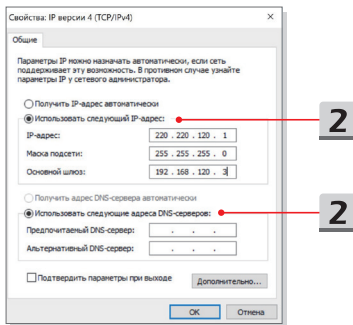 Свойства: IP версии 4 (TCP/IPv4)
Общие
Параметры IP можно назначать автоматически, если сеть
поддерживает эту возможность. В противном случае узнайте
параметры IP у сетевого администратора.
Получить IP-адрес автоматически
Использовать следующий IP-адрес:
2
IP-адрес: 220 . 220 . 120 . 1
Маска подсети: 255 . 255 . 255 . 0
Основной шлюз: 192 . 168 . 120 . 3
Получить адрес DNS-сервера автоматически
Использовать следующие адреса DNS-серверов:
2
Предпочитаемый DNS-сервер: . . .
Альтернативный DNS-сервер: . . .
Подтвердить параметры при выходе
Дополнительно...
OK Отмена